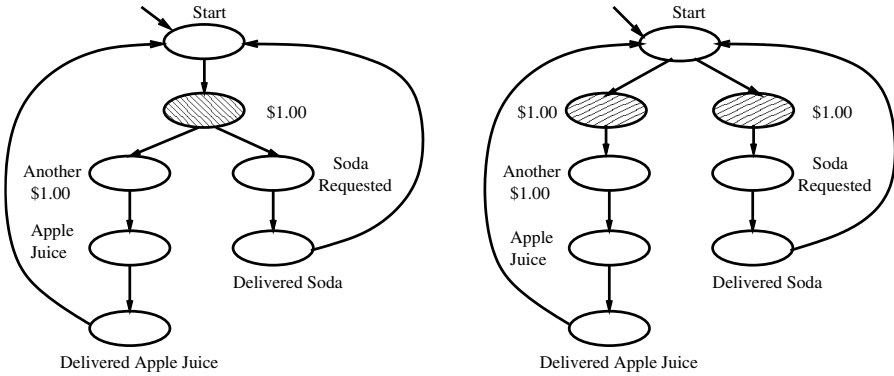 Start
$1.00
Another
$1.00
Soda
Requested
Apple
Juice
Delivered Soda
Delivered Apple Juice
Start
$1.00
$1.00
Another
$1.00
Soda
Requested
Apple
Juice
Delivered Soda
Delivered Apple Juice